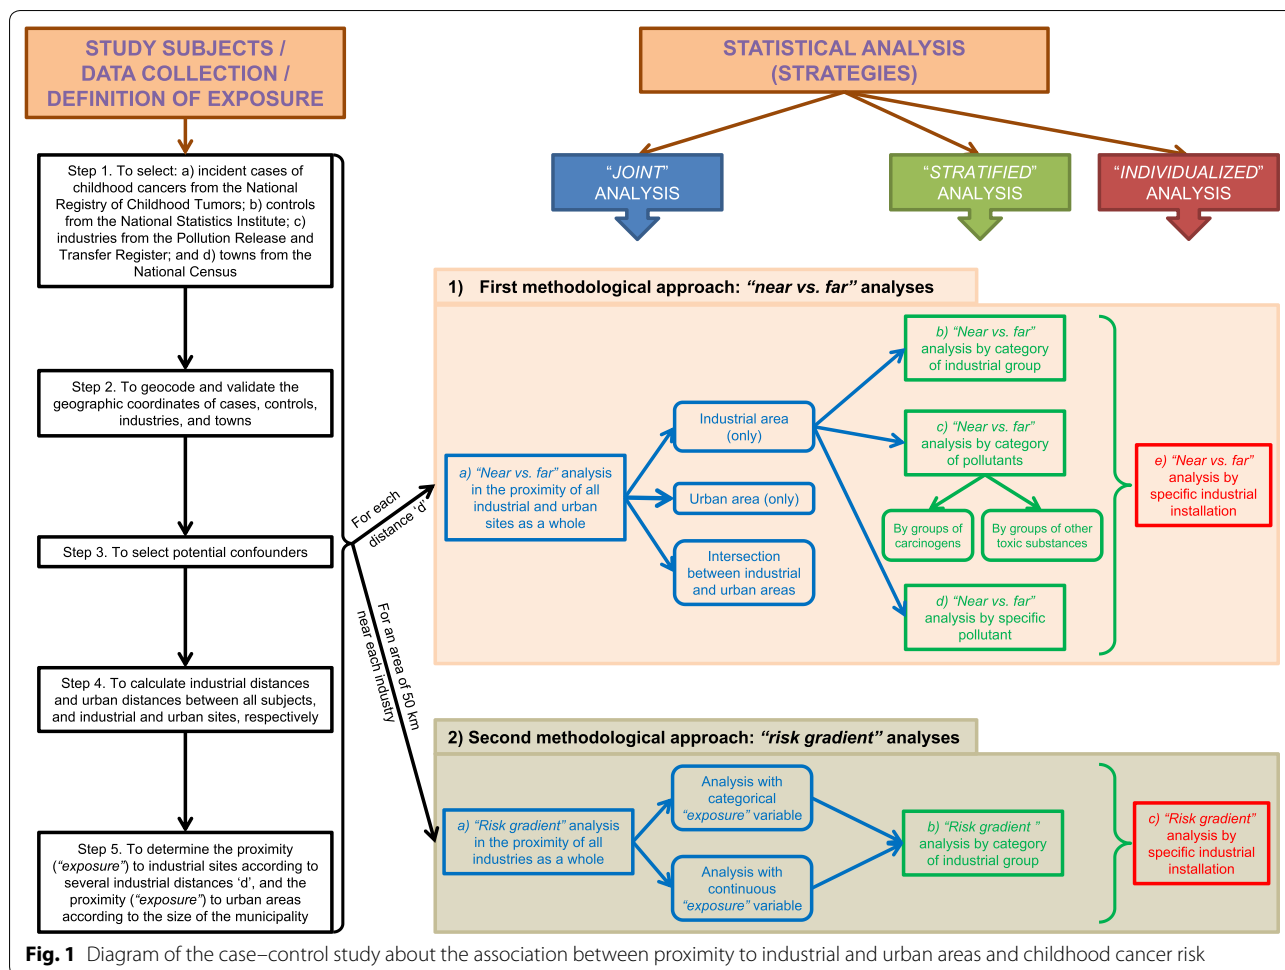 STUDY SUBJECTS /
DATA COLLECTION /
DEFINITION OF EXPOSURE
Step 1. To select: a) incident cases of
childhood cancers from the National
Registry of Childhood Tumors; b) controls
from the National Statistics Institute; c)
industries from the Pollution Release and
Transfer Register; and d) towns from the
National Census
Step 2. To geocode and validate the
geographic coordinates of cases, controls,
industries, and towns
Step 3. To select potential confounders
Step 4. To calculate industrial distances
and urban distances between all subjects,
and industrial and urban sites, respectively
Step 5. To determine the proximity
(“exposure”) to industrial sites according to
several industrial distances ‘d’, and the
proximity (“exposure”) to urban areas
according to the size of the municipality
For each
distance ‘d’
For an area of 50 km
near each industry
STATISTICAL ANALYSIS
(STRATEGIES)
“JOINT”
ANALYSIS
“STRATIFIED”
ANALYSIS
“INDIVIDUALIZED”
ANALYSIS
1) First methodological approach: “near vs. far” analyses
a) “Near vs. far” analysis
in the proximity of all
industrial and urban
sites as a whole
Industrial area
(only)
Urban area (only)
Intersection
between industrial
and urban areas
b) “Near vs. far”
analysis by category
of industrial group
c) “Near vs. far”
analysis by category
of pollutants
By groups of
carcinogens
By groups of other
toxic substances
d) “Near vs. far”
analysis by specific
pollutant
e) “Near vs. far”
analysis by
specific industrial
installation
2) Second methodological approach: “risk gradient” analyses
a) “Risk gradient” analysis
in the proximity of all
industries as a whole
Analysis with
categorical
“exposure” variable
Analysis with
continuous
“exposure” variable
b) “Risk gradient ”
analysis by category
of industrial group
c) “Risk gradient”
analysis by
specific industrial
installation
Fig. 1 Diagram of the case–control study about the association between proximity to industrial and urban areas and childhood cancer risk